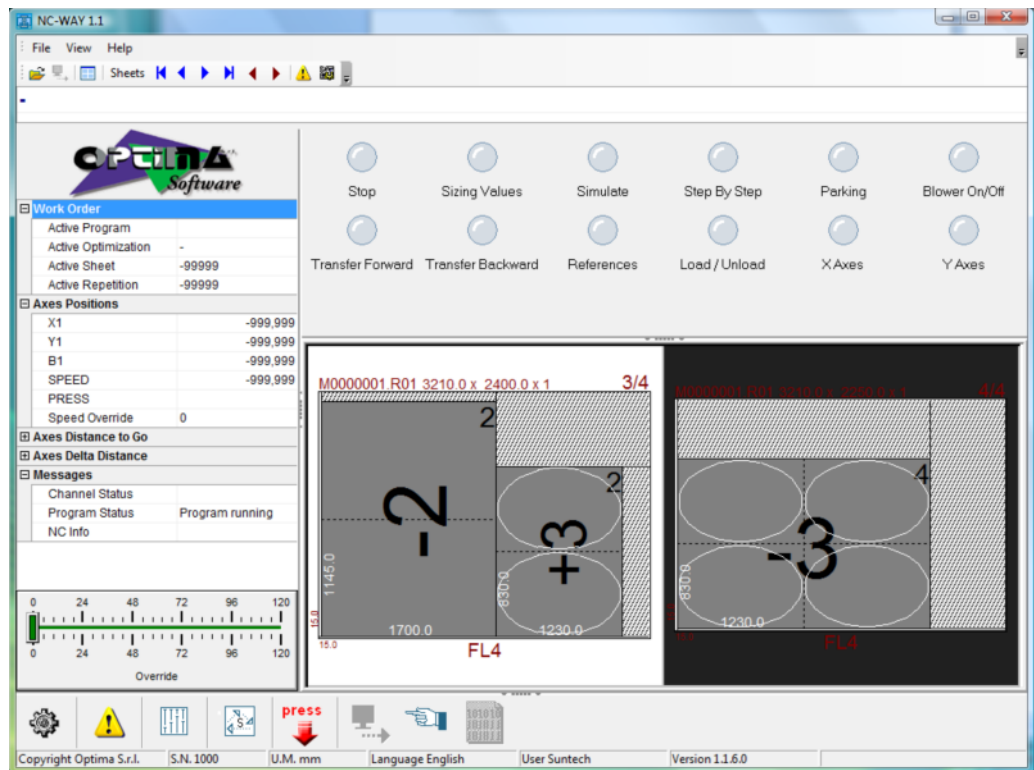 NC-WAY 1.1
File View Help
Sheets
-
OPTIMA
Software
Stop Sizing Values Simulate Step By Step Parking Blower On/Off
Transfer Forward Transfer Backward References Load / Unload X Axes Y Axes
Work Order
Active Program
Active Optimization -
Active Sheet -99999
Active Repetition -99999
Axes Positions
X1 -999,999
Y1 -999,999
B1 -999,999
SPEED -999,999
PRESS
Speed Override 0
Axes Distance to Go
Axes Delta Distance
Messages
Channel Status
Program Status Program running
NC Info
0 24 48 72 96 120
0 24 48 72 96 120
Override
M0000001.R01 3210.0 x 2400.0 x 1 3/4
2
-2
2
+3
1145.0
830.0
15.0
1700.0 1230.0
15.0
FL4
M0000001.R01 3210.0 x 2250.0 x 1 4/4
4
-3
830.0
1230.0
FL4
press
Copyright Optima S.r.l. S.N. 1000 U.M. mm Language English User Suntech Version 1.1.6.0